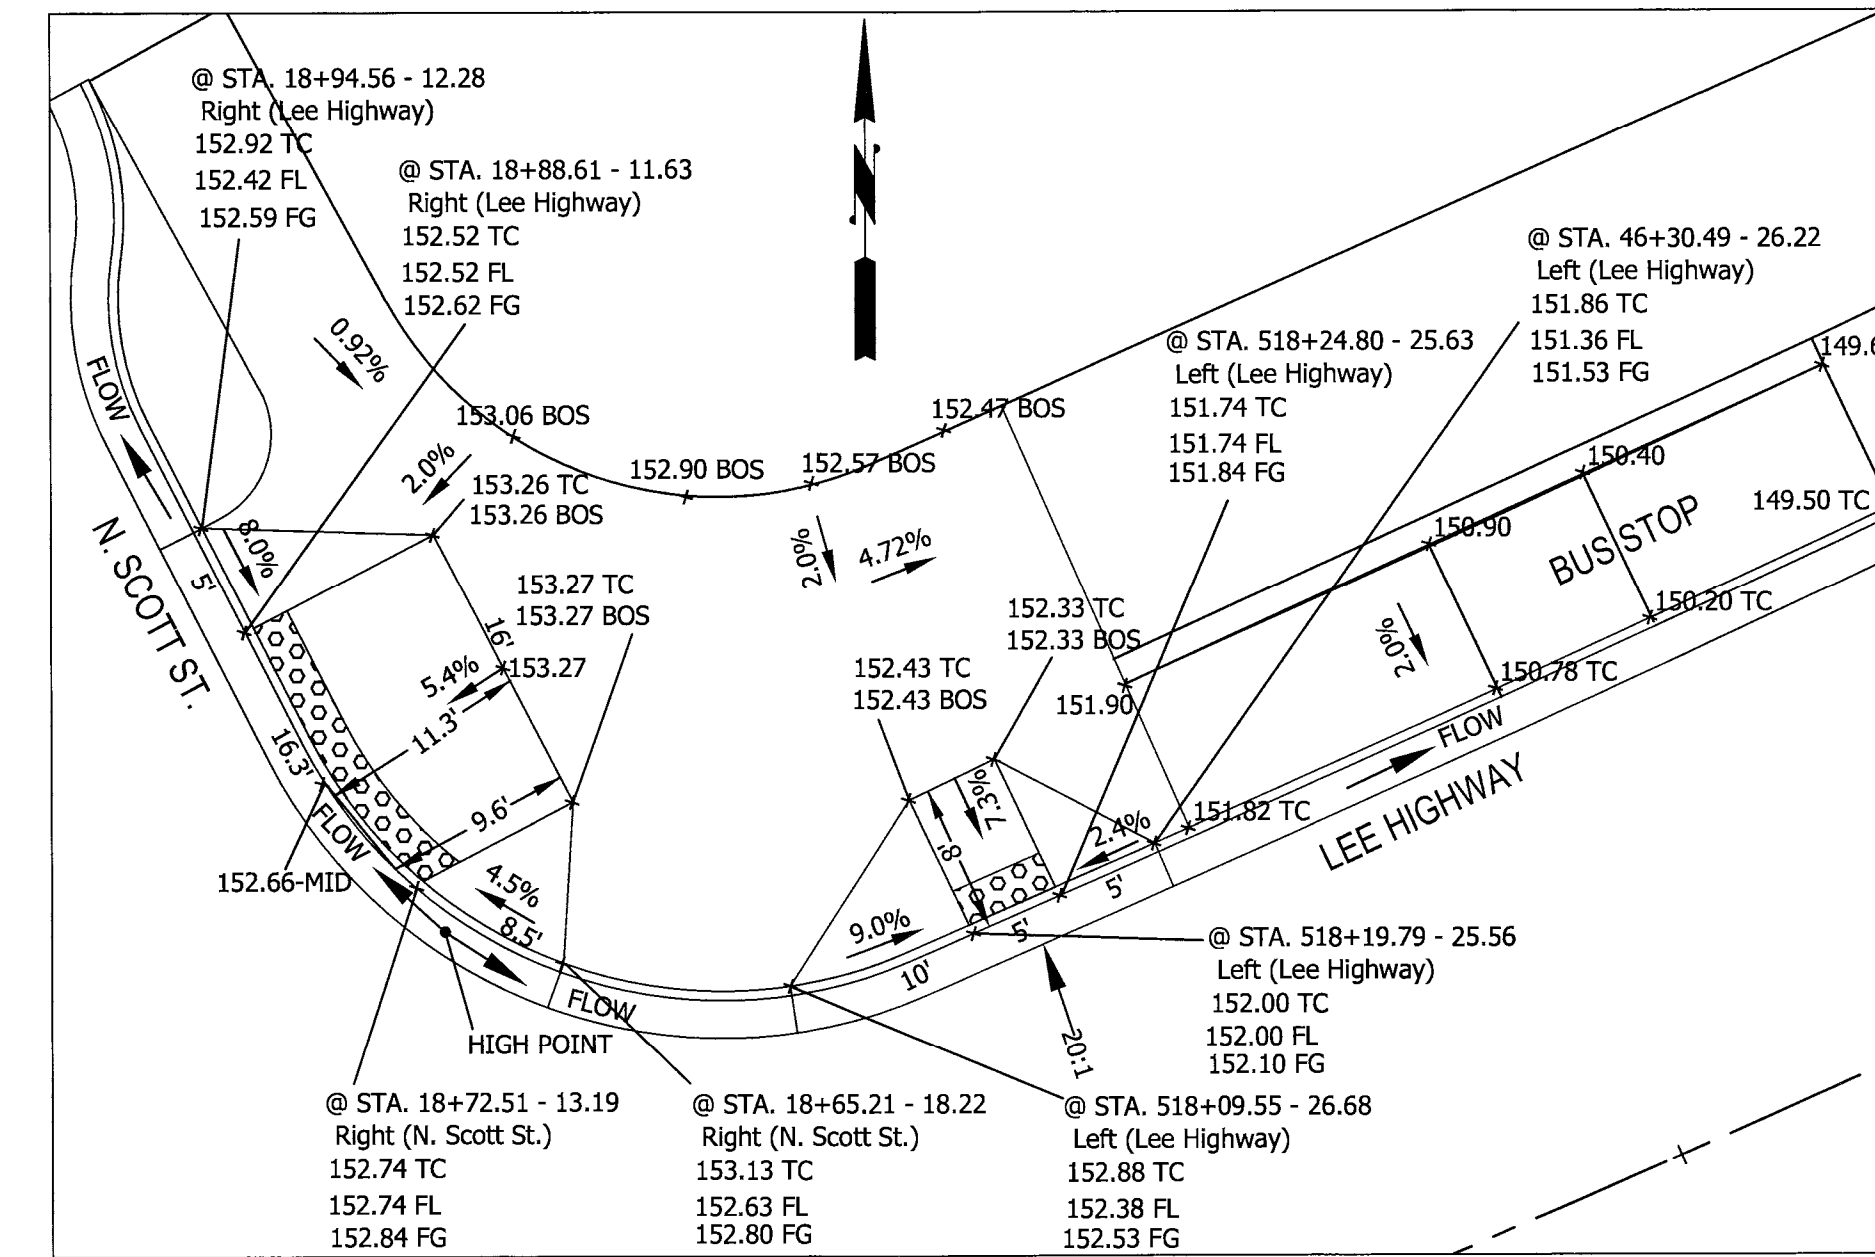 @ STA. 18+94.56 - 12.28
Right (Lee Highway)
152.92 TC
152.42 FL
152.59 FG
@ STA. 18+88.61 - 11.63
Right (Lee Highway)
152.52 TC
152.52 FL
152.62 FG
N
@ STA. 46+30.49 - 26.22
Left (Lee Highway)
151.86 TC
151.36 FL
151.53 FG
@ STA. 518+24.80 - 25.63
Left (Lee Highway)
151.74 TC
151.74 FL
151.84 FG
0.92%
FLOW
153.06 BOS
152.47 BOS
152.90 BOS
152.57 BOS
2.0%
153.26 TC
153.26 BOS
8.0%
5'
N. SCOTT ST.
2.0%
4.72%
153.27 TC
153.27 BOS
16'
5.4%
153.27
11.3'
16.3'
9.6'
FLOW
152.66-MID
4.5%
8.5'
FLOW
HIGH POINT
152.33 TC
152.33 BOS
152.43 TC
152.43 BOS
151.90
7.3%
8'
2.4%
151.82 TC
9.0%
10'
5'
5'
20:1
150.40
150.90
BUS STOP
149.50 TC
150.20 TC
2.0%
150.78 TC
FLOW
LEE HIGHWAY
@ STA. 518+19.79 - 25.56
Left (Lee Highway)
152.00 TC
152.00 FL
152.10 FG
@ STA. 18+72.51 - 13.19
Right (N. Scott St.)
152.74 TC
152.74 FL
152.84 FG
@ STA. 18+65.21 - 18.22
Right (N. Scott St.)
153.13 TC
152.63 FL
152.80 FG
@ STA. 518+09.55 - 26.68
Left (Lee Highway)
152.88 TC
152.38 FL
152.53 FG